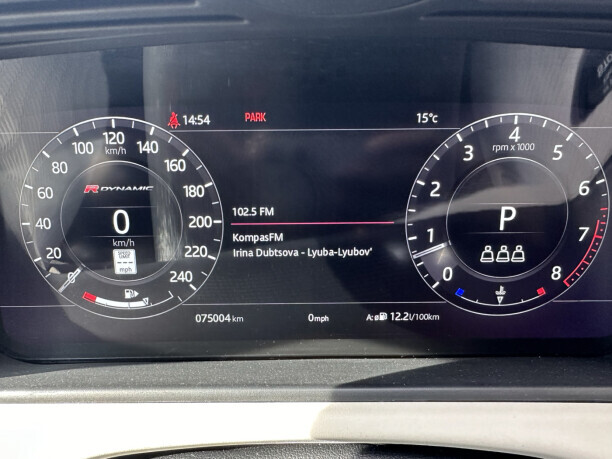 14:54 PARK 15°c
0 20 40 60 80 100 120 140 160 180 200 220 240
km/h
R DYNAMIC
0
km/h
---
mph
102.5 FM
KompasFM
Irina Dubtsova - Lyuba-Lyubov'
0 1 2 3 4 5 6 7 8
rpm x 1000
P
075004 km 0mph A:ø 12.2l/100km